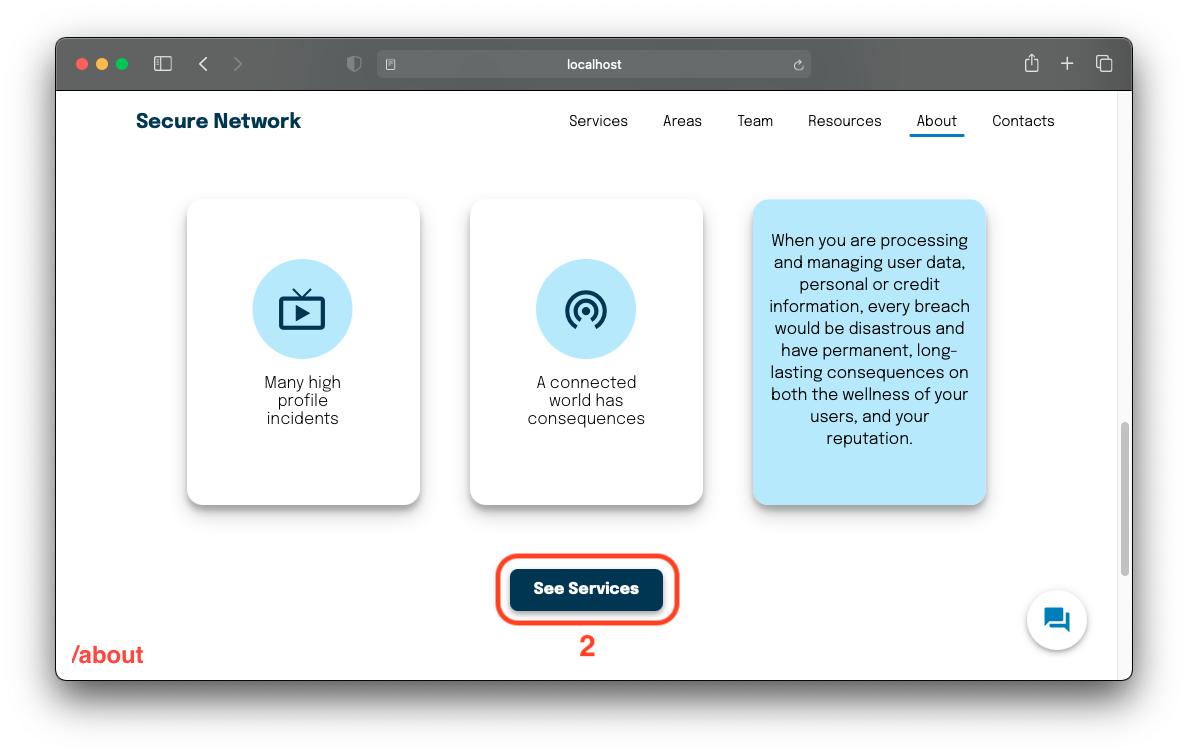 localhost
Secure Network
Services Areas Team Resources About Contacts
Many high
profile
incidents
A connected
world has
consequences
When you are processing
and managing user data,
personal or credit
information, every breach
would be disastrous and
have permanent, long-
lasting consequences on
both the wellness of your
users, and your
reputation.
See Services
2
/about